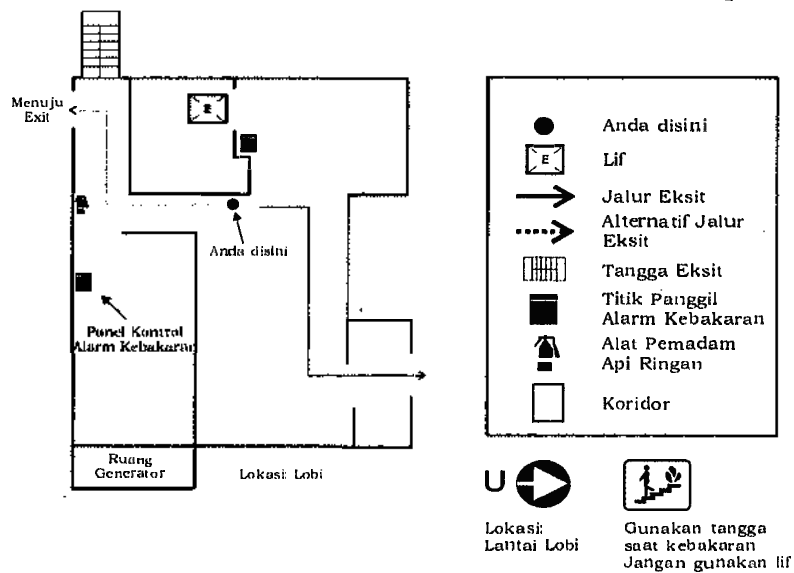 Menuju
Exit
E
Anda disini
Panel Kontrol
Alarm Kebakaran
Ruang
Generator
Lokasi: Lobi
Anda disini
E
Lif
Jalur Eksit
Alternatif Jalur
Eksit
Tangga Eksit
Titik Panggil
Alarm Kebakaran
Alat Pemadam
Api Ringan
Koridor
U
Lokasi:
Lantai Lobi
Gunakan tangga
saat kebakaran
Jangan gunakan lif